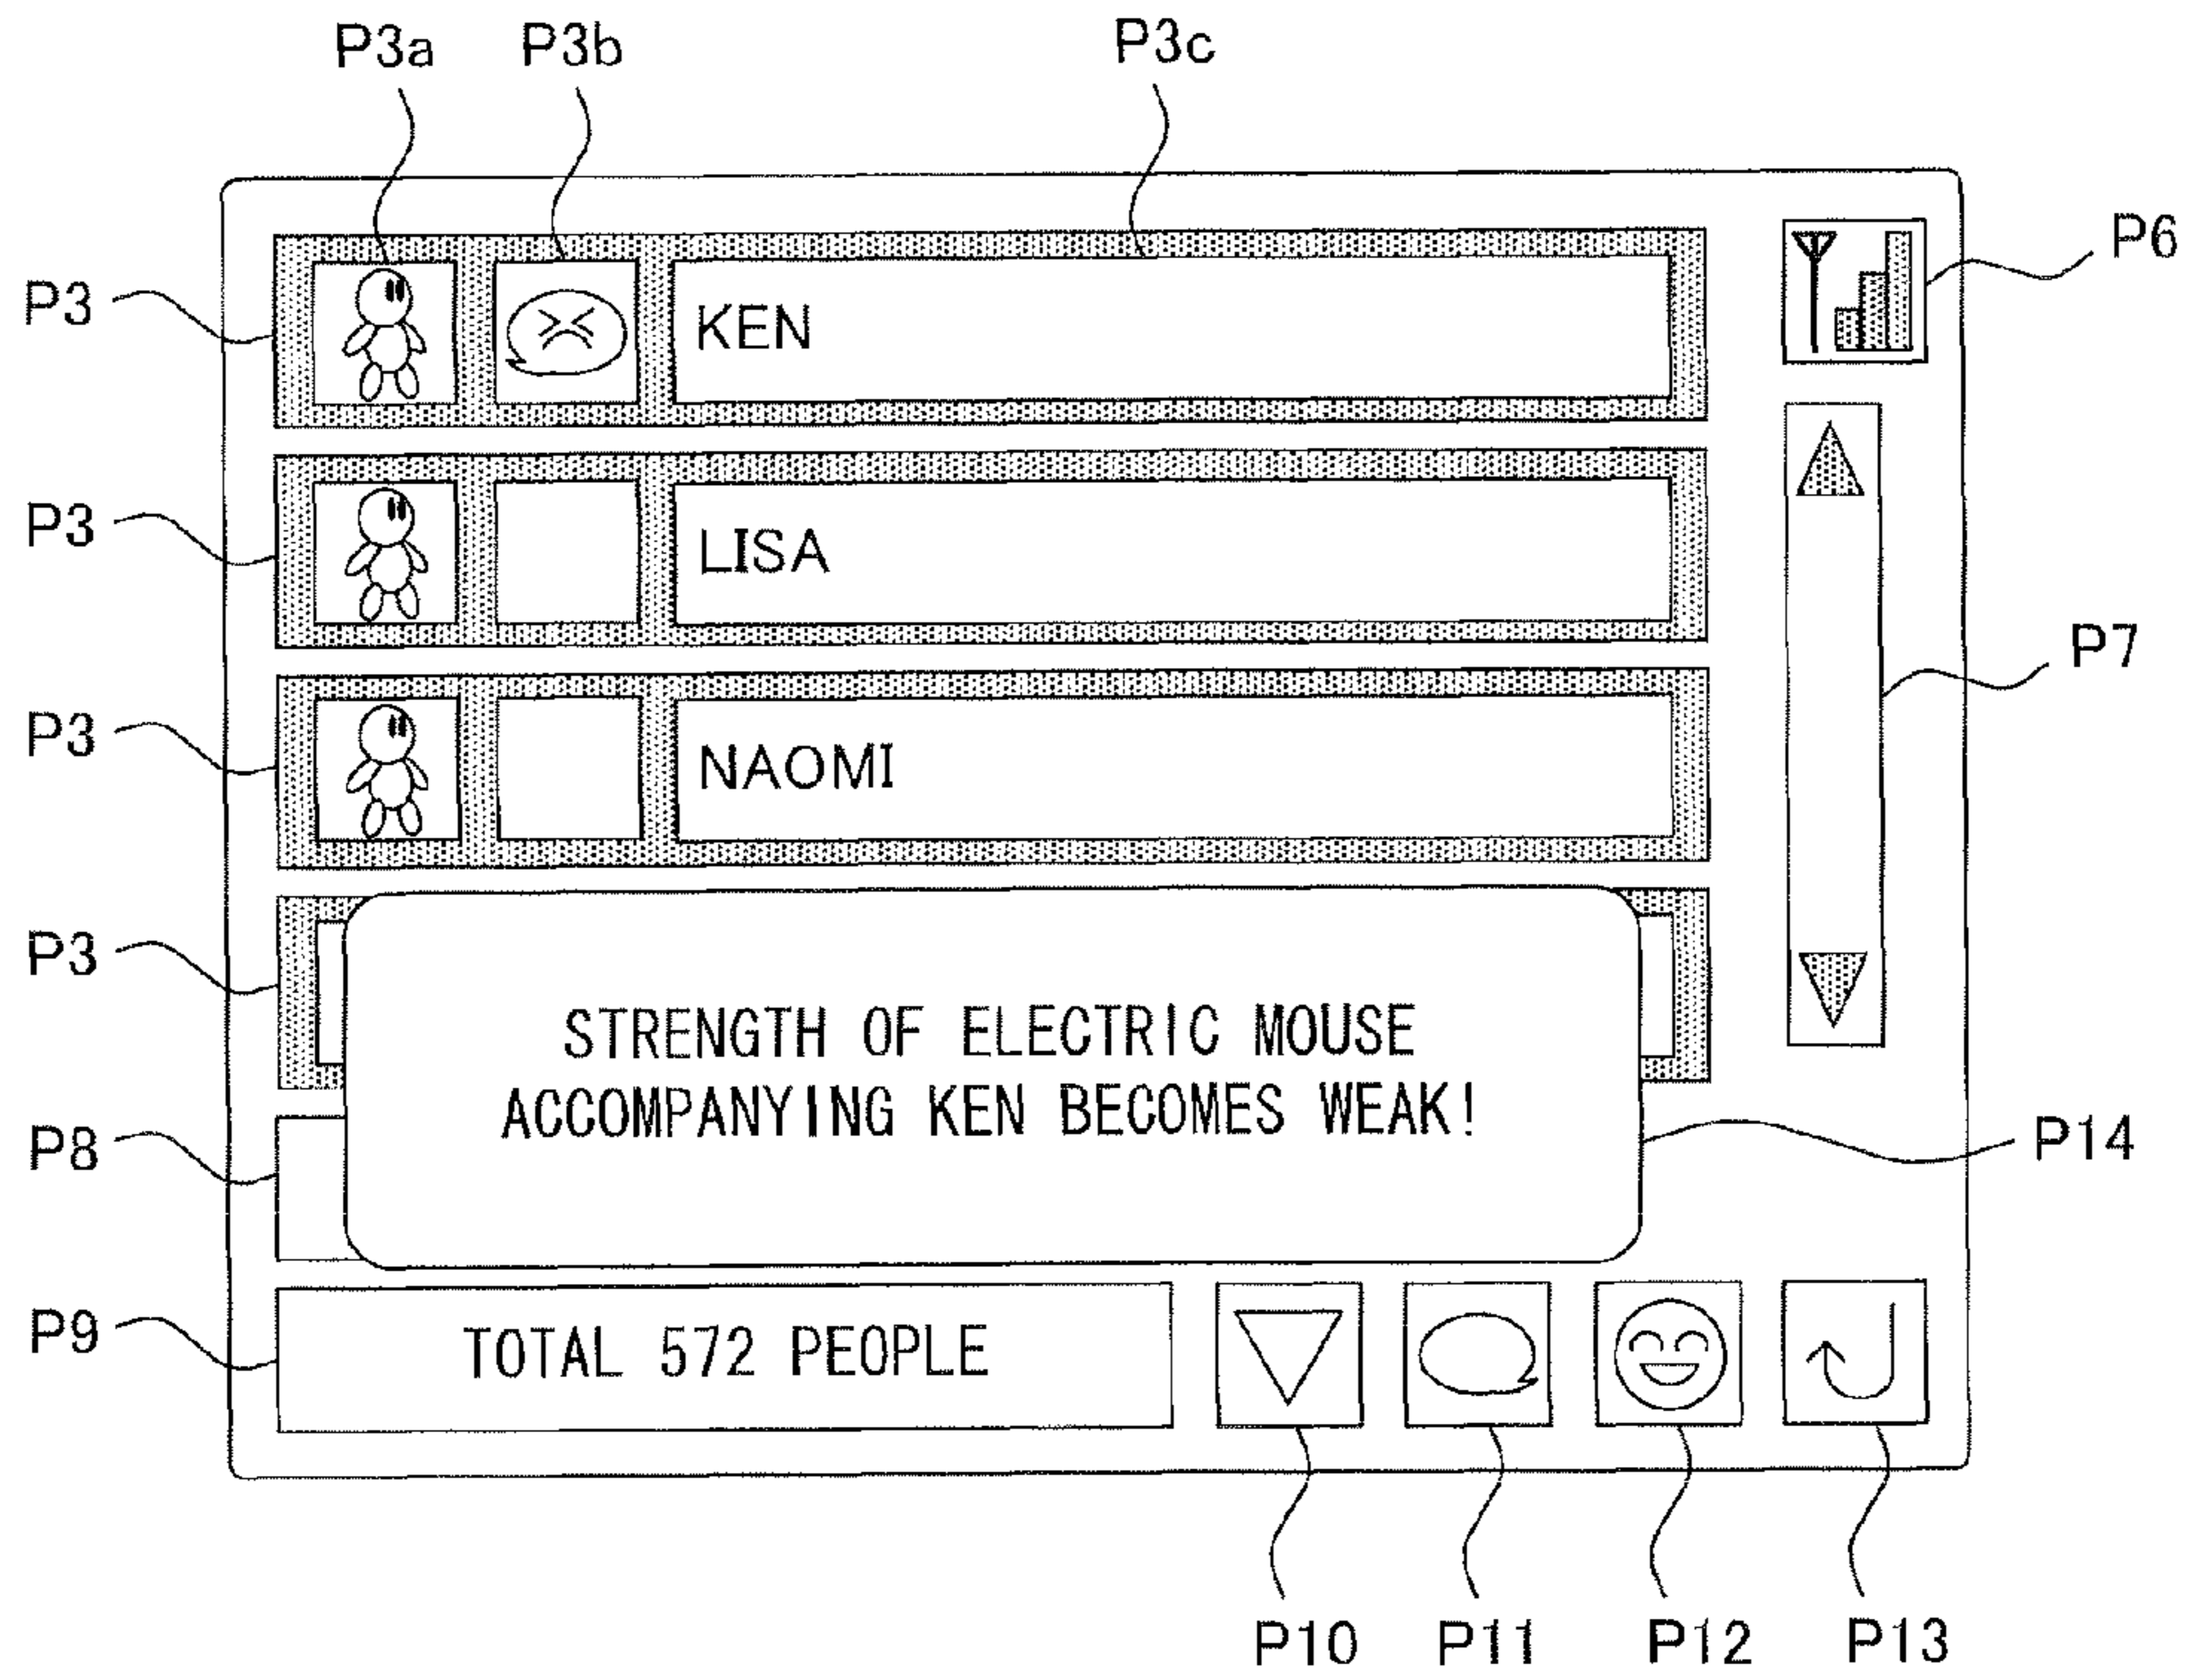 P3a P3b P3c
P6
P3 KEN
P3 LISA
P7
P3 NAOMI
P3
STRENGTH OF ELECTRIC MOUSE
ACCOMPANYING KEN BECOMES WEAK!
P8
P14
P9 TOTAL 572 PEOPLE
P10 P11 P12 P13